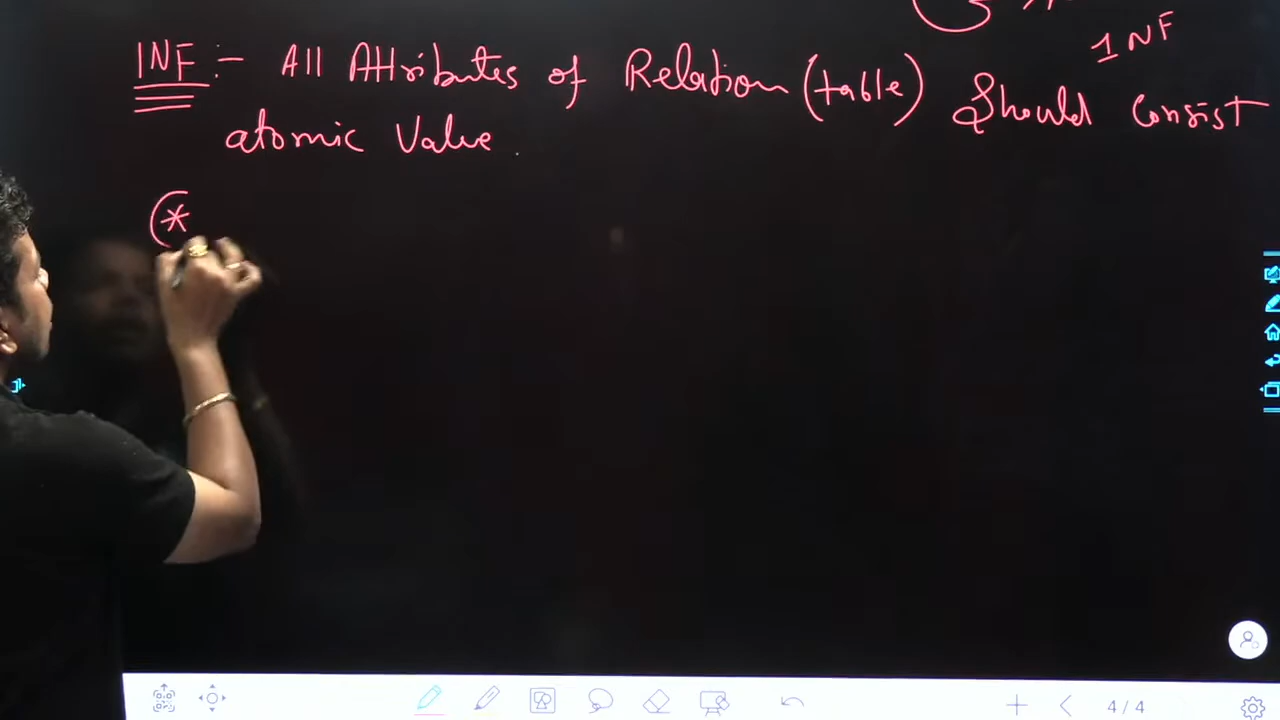 1NF
1NF :- All Attributes of Relation (table) Should Consist
atomic Value.
(*
4/4